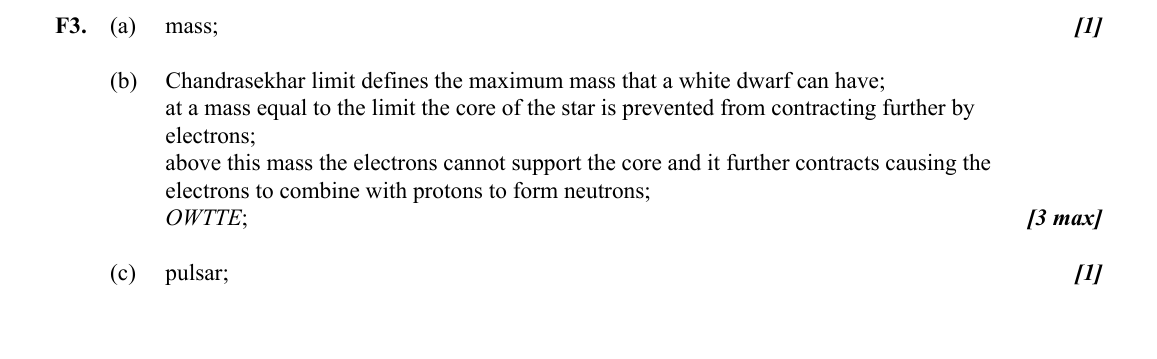 F3. (a) mass; [1]
(b) Chandrasekhar limit defines the maximum mass that a white dwarf can have;
at a mass equal to the limit the core of the star is prevented from contracting further by
electrons;
above this mass the electrons cannot support the core and it further contracts causing the
electrons to combine with protons to form neutrons;
OWTTE; [3 max]
(c) pulsar; [1]